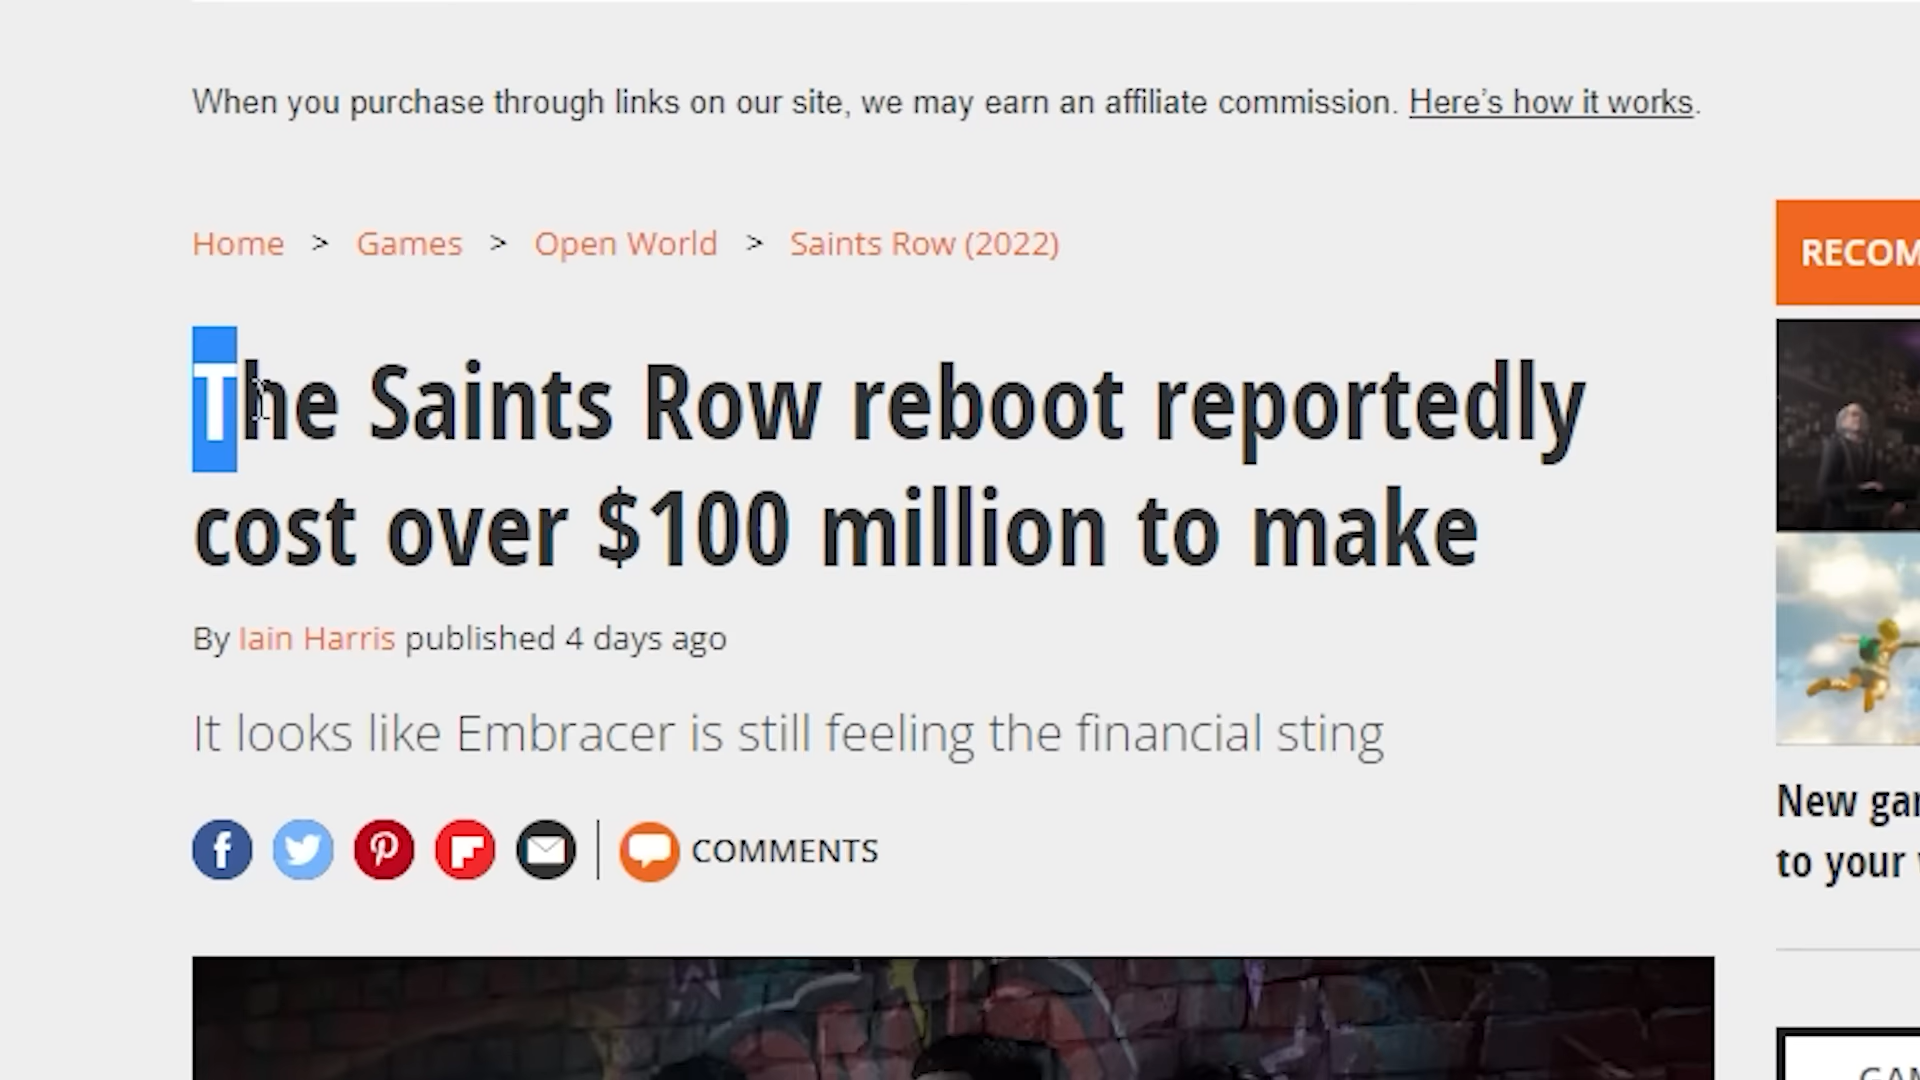 When you purchase through links on our site, we may earn an affiliate commission. Here's how it works.
Home > Games > Open World > Saints Row (2022)
The Saints Row reboot reportedly
cost over $100 million to make
By Iain Harris published 4 days ago
It looks like Embracer is still feeling the financial sting
COMMENTS
RECOM
New gam
to your